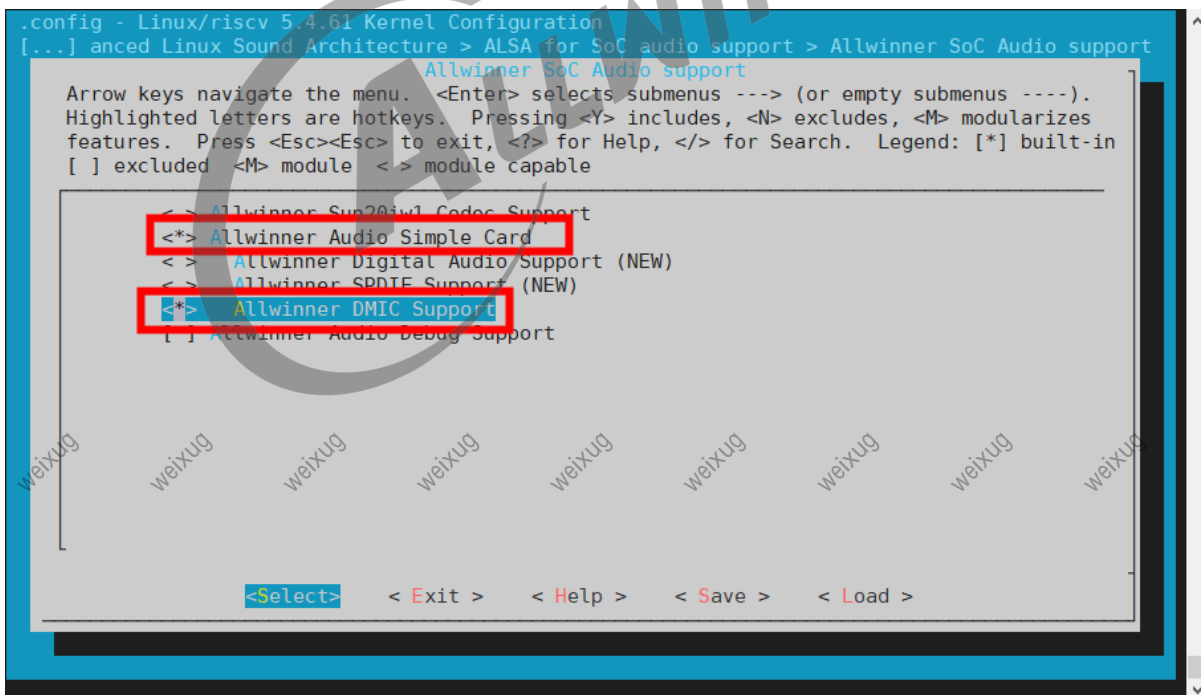 .config - Linux/riscv 5.4.61 Kernel Configuration
[...] anced Linux Sound Architecture > ALSA for SoC audio support > Allwinner SoC Audio support
Allwinner SoC Audio support
Arrow keys navigate the menu.  <Enter> selects submenus ---> (or empty submenus ----).
Highlighted letters are hotkeys.  Pressing <Y> includes, <N> excludes, <M> modularizes
features.  Press <Esc><Esc> to exit, <?> for Help, </> for Search.  Legend: [*] built-in
[ ] excluded  <M> module  < > module capable
< > Allwinner Sun20iw1 Codec Support
<*> Allwinner Audio Simple Card
< >   Allwinner Digital Audio Support (NEW)
< >   Allwinner SPDIF Support (NEW)
<*>   Allwinner DMIC Support
[ ] Allwinner Audio Debug Support
weixug weixug weixug weixug weixug weixug weixug weixug weixug
<Select>    < Exit >    < Help >    < Save >    < Load >
ALLWI